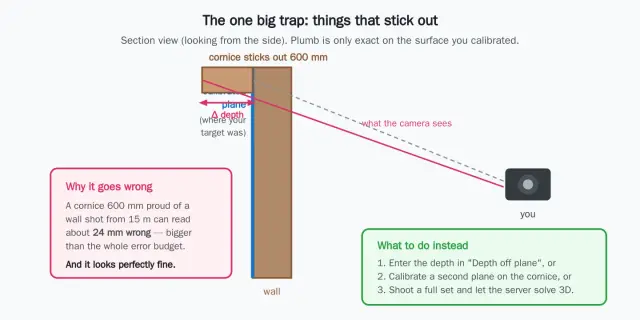 The one big trap: things that stick out
Section view (looking from the side). Plumb is only exact on the surface you calibrated.
cornice sticks out 600 mm
plane
Δ depth
(where your
target was)
what the camera sees
you
wall
Why it goes wrong
A cornice 600 mm proud of a
wall shot from 15 m can read
about 24 mm wrong — bigger
than the whole error budget.
And it looks perfectly fine.
What to do instead
1. Enter the depth in "Depth off plane", or
2. Calibrate a second plane on the cornice, or
3. Shoot a full set and let the server solve 3D.